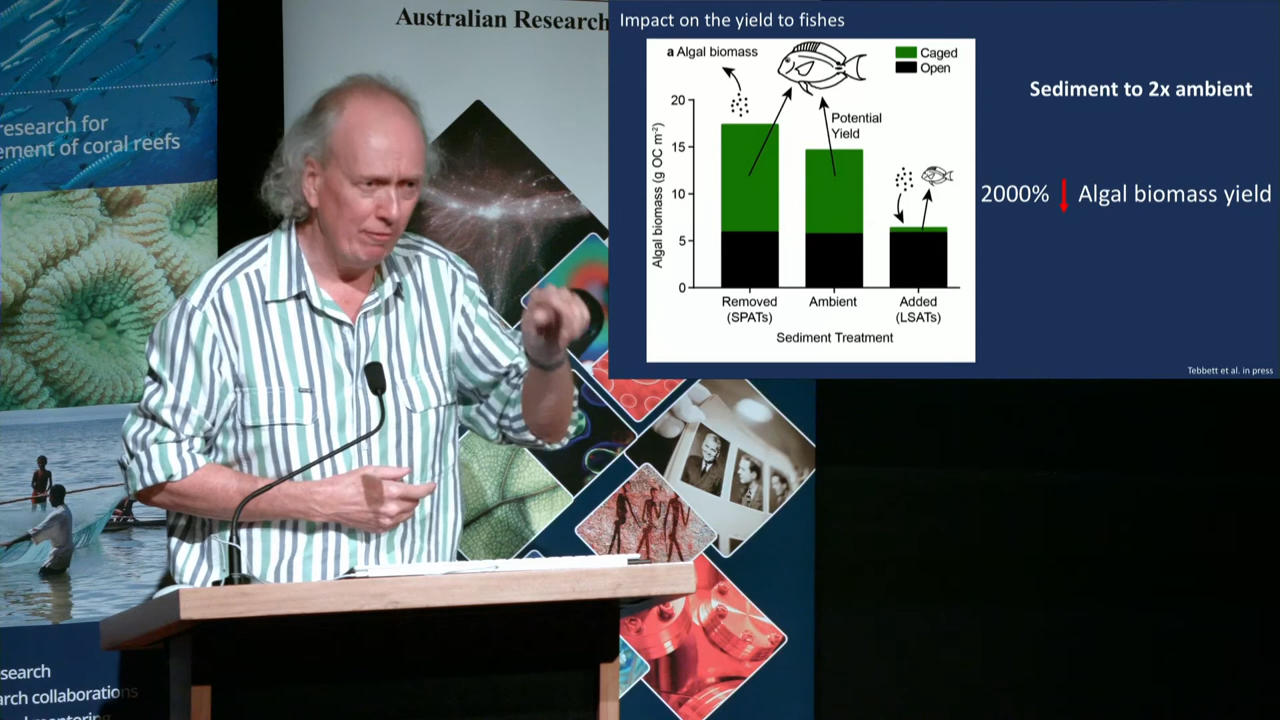 Australian Research
research for
ement of coral reefs
search
arch collaborations
Impact on the yield to fishes
a Algal biomass
Caged
Open
Potential
Yield
Algal biomass (g OC m⁻²)
20
15
10
5
0
Removed
(SPATs)
Ambient
Added
(LSATs)
Sediment Treatment
Sediment to 2x ambient
2000% Algal biomass yield
Tebbett et al. in press